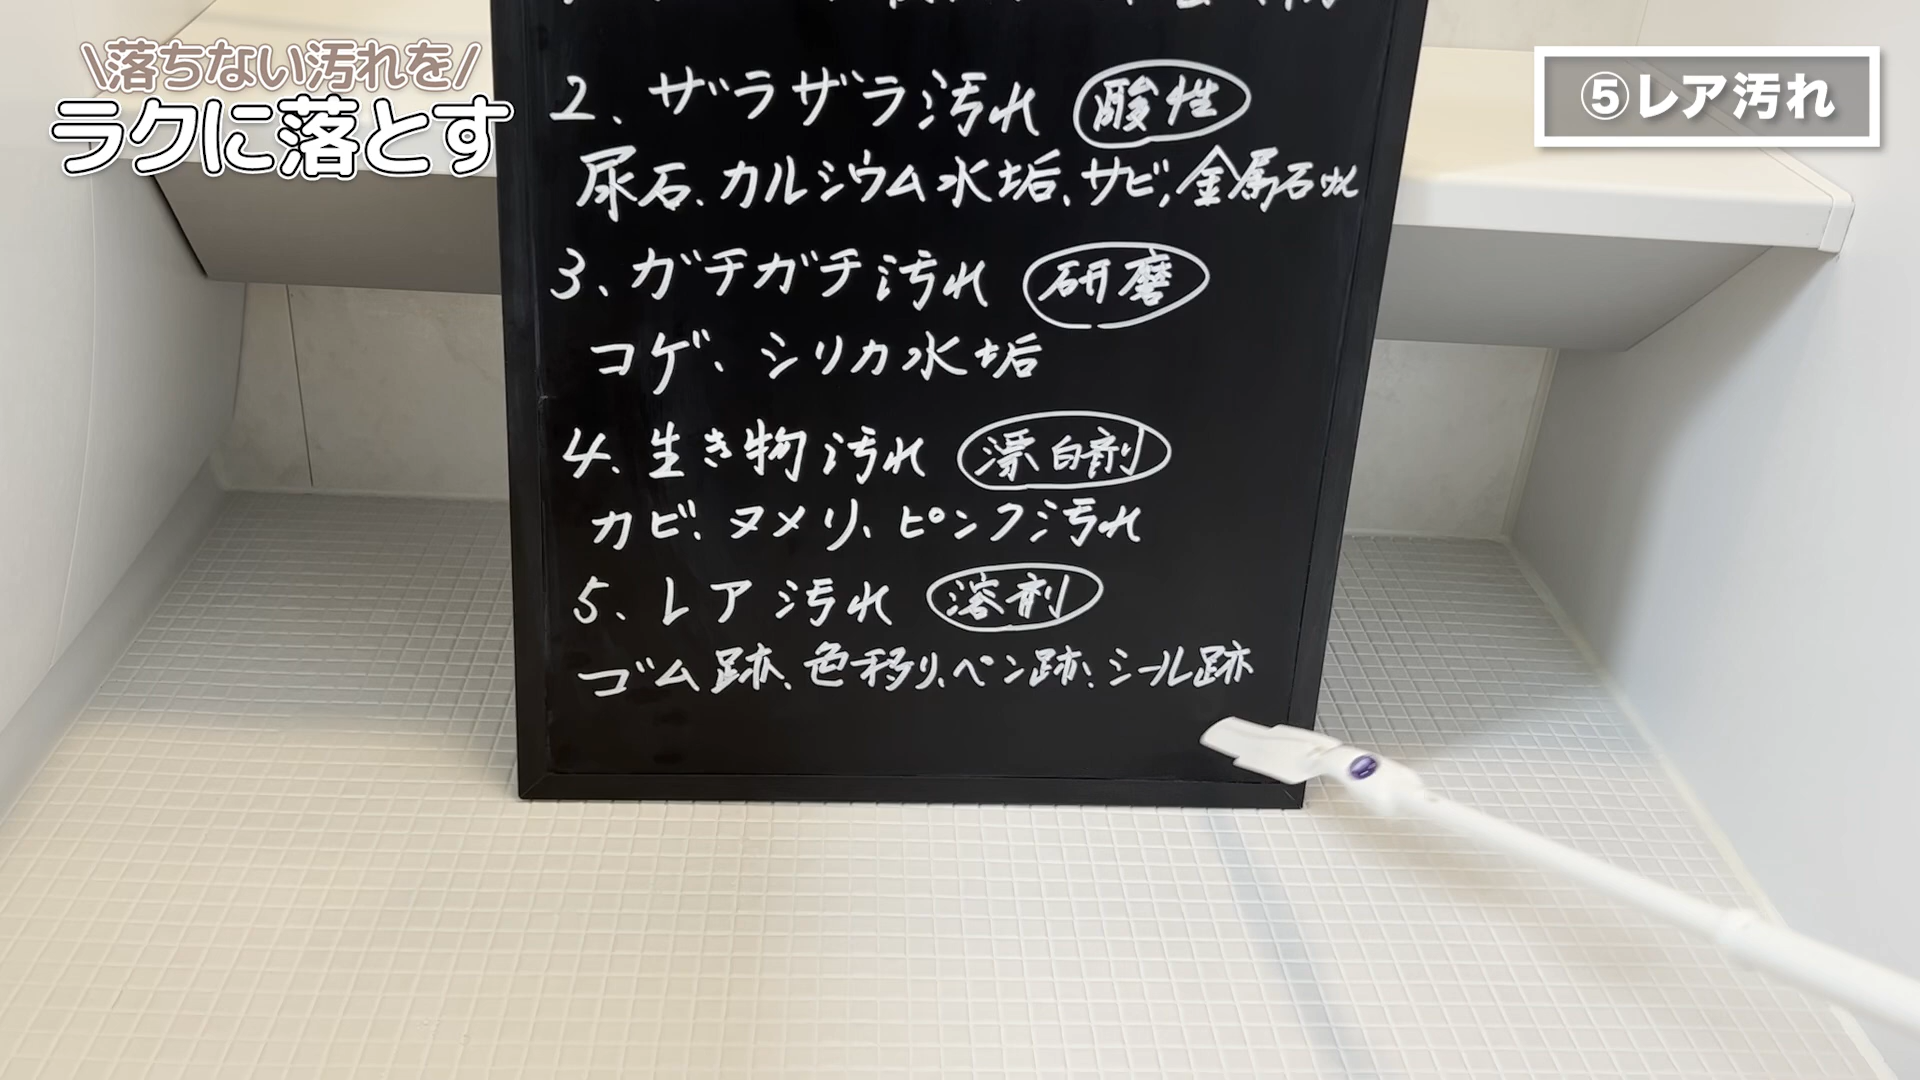 \落ちない汚れを/
ラクに落とす
⑤レア汚れ
2、ザラザラ汚れ 酸性
尿石、カルシウム水垢、サビ、金属石けん
3、ガチガチ汚れ 研磨
コゲ、シリカ水垢
4、生き物汚れ 漂白剤
カビ、ヌメリ、ピンク汚れ
5、レア汚れ 溶剤
ゴム跡、色移り、ペン跡、シール跡